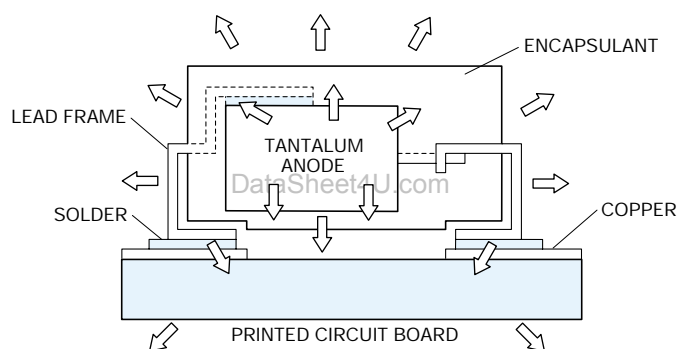 ENCAPSULANT
LEAD FRAME
TANTALUM
ANODE
DataSheet4U.com
SOLDER
COPPER
PRINTED CIRCUIT BOARD